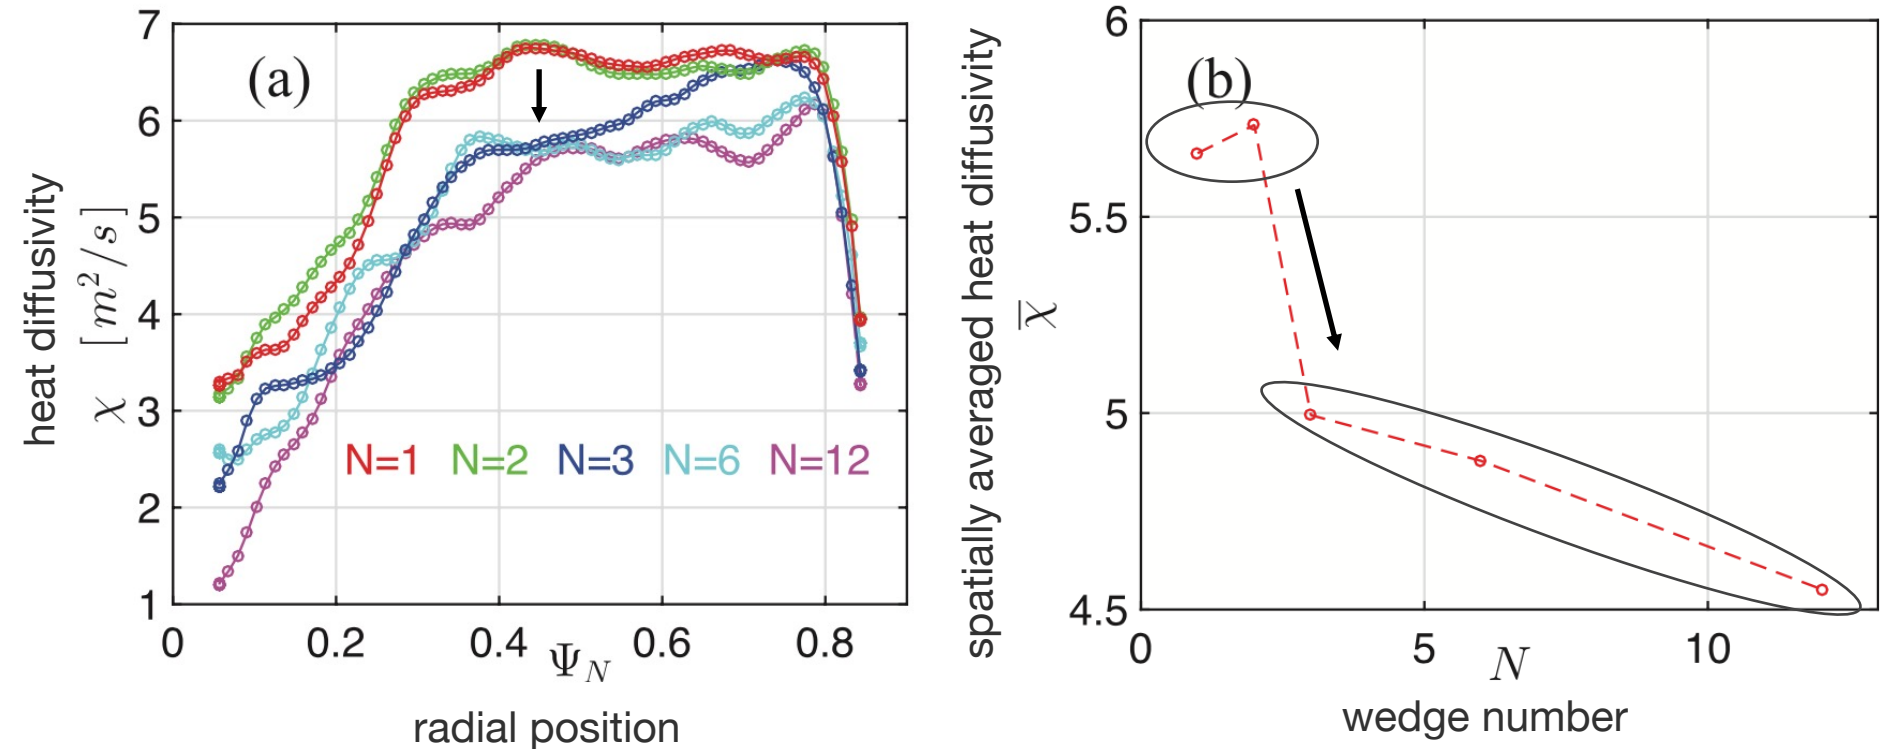 (a)
heat diffusivity
χ [m²/s]
7
6
5
4
3
2
1
N=1 N=2 N=3 N=6 N=12
0 0.2 0.4 0.6 0.8
Ψ_N
radial position
(b)
spatially averaged heat diffusivity
χ̅
6
5.5
5
4.5
0 5 10
N
wedge number